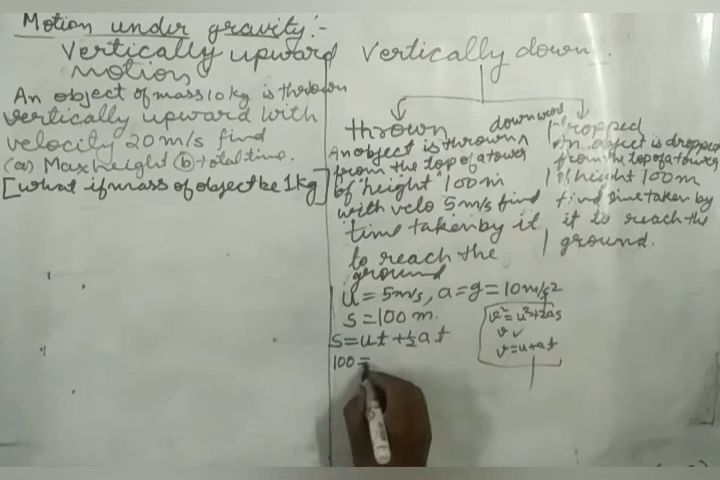 Motion under gravity:-
Vertically upward
motion
An object of mass 10 kg is thrown
vertically upward with
velocity 20 m/s find
(a) Max height (b) total time.
[what if mass of object be 1kg]
Vertically down
thrown
An object is thrown downward
from the top of a tower
of height 100 m
with velo 5 m/s find
time taken by it
to reach the
ground
u = 5m/s, a = g = 10 m/s2
s = 100 m.
s = ut + ½ a t
100 =
v² = u² + 2as
v ✓
v = u + at
Dropped
An object is dropped
from the top of a tower
of height 100 m
find time taken by
it to reach the
ground.